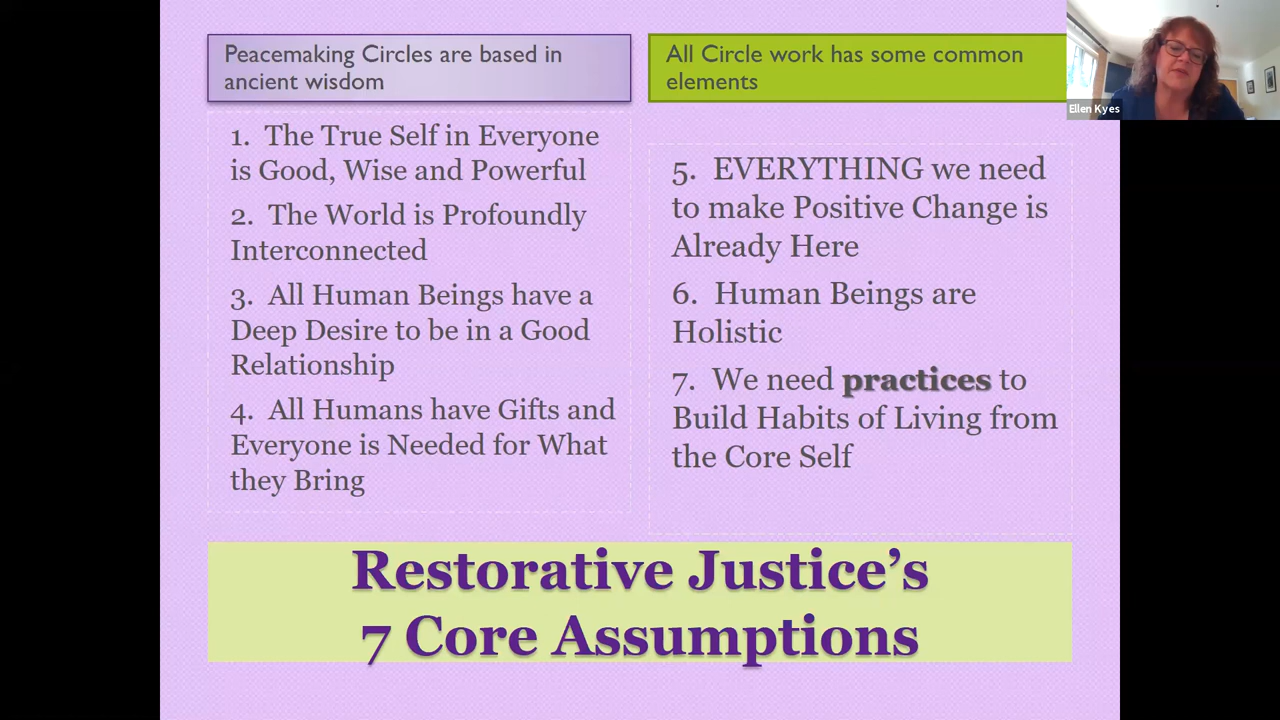 Peacemaking Circles are based in
ancient wisdom
1. The True Self in Everyone
is Good, Wise and Powerful
2. The World is Profoundly
Interconnected
3. All Human Beings have a
Deep Desire to be in a Good
Relationship
4. All Humans have Gifts and
Everyone is Needed for What
they Bring
All Circle work has some common
elements
5. EVERYTHING we need
to make Positive Change is
Already Here
6. Human Beings are
Holistic
7. We need practices to
Build Habits of Living from
the Core Self
Restorative Justice’s
7 Core Assumptions
Ellen Kyes